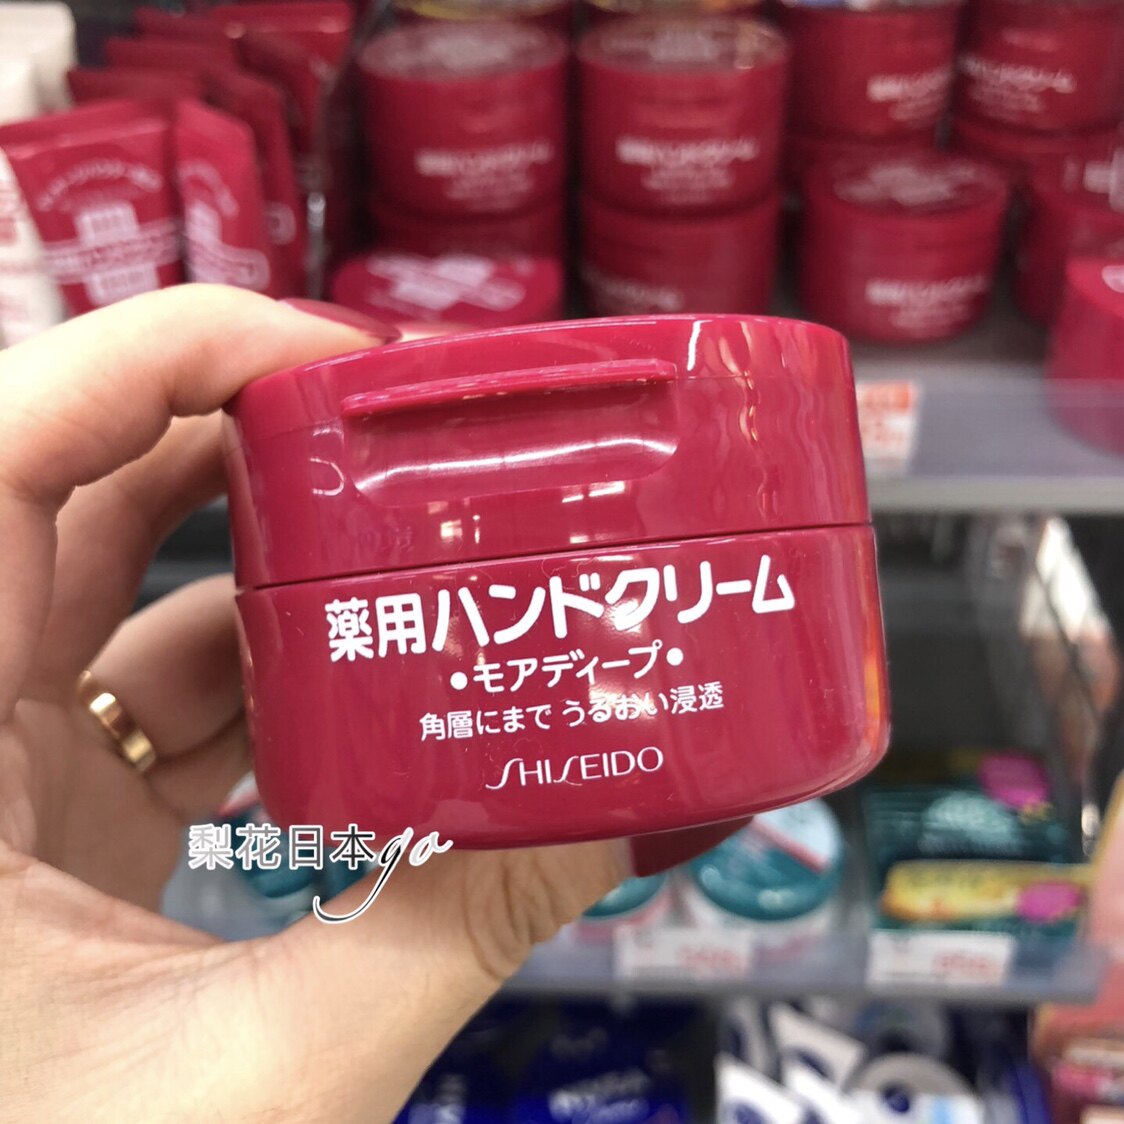 薬用ハンドクリーム
•モアディープ•
角層にまで うるおい浸透
SHISEIDO
梨花日本go